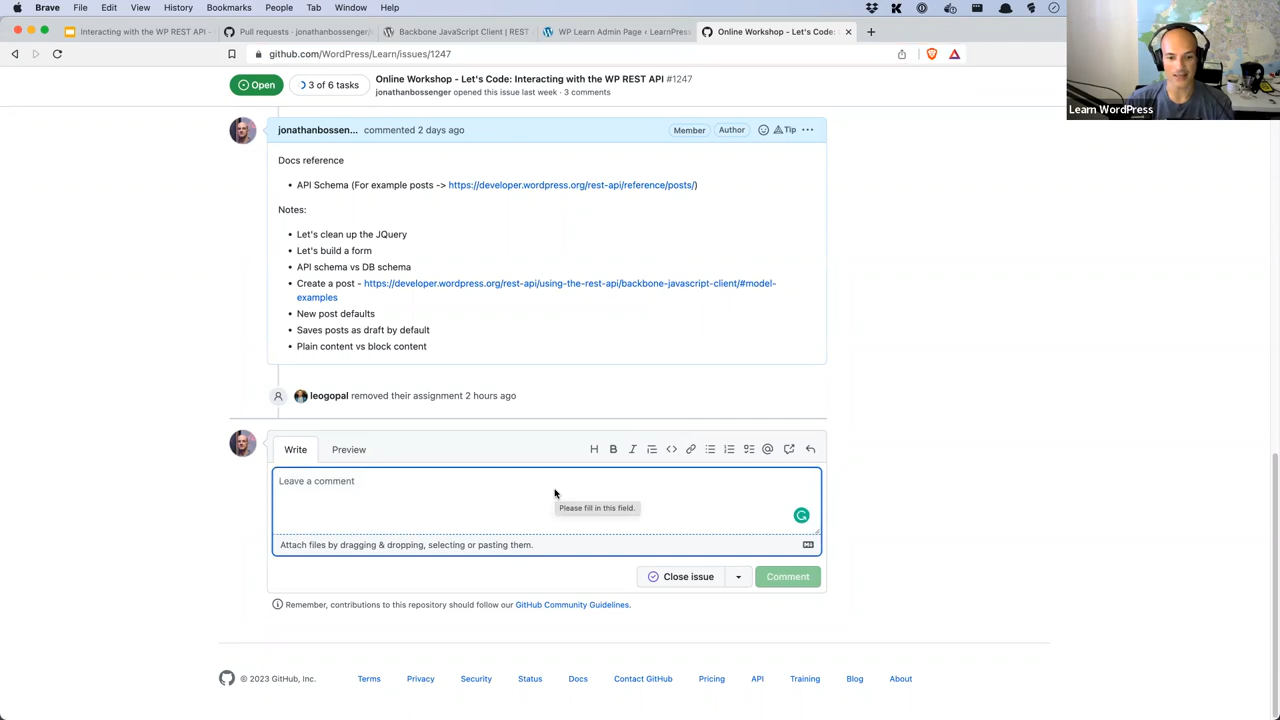 Brave File Edit View History Bookmarks People Tab Window Help
Interacting with the WP REST API -
Pull requests · jonathanbosseng
Backbone JavaScript Client | REST
WP Learn Admin Page ‹ LearnPress
Online Workshop - Let's Code:
github.com/WordPress/Learn/issues/1247
Learn WordPress
Open
3 of 6 tasks
Online Workshop - Let's Code: Interacting with the WP REST API #1247
jonathanbossenger opened this issue last week · 3 comments
jonathanbossen... commented 2 days ago
Member
Author
Tip
Docs reference
• API Schema (For example posts -> https://developer.wordpress.org/rest-api/reference/posts/)
Notes:
• Let's clean up the JQuery
• Let's build a form
• API schema vs DB schema
• Create a post - https://developer.wordpress.org/rest-api/using-the-rest-api/backbone-javascript-client/#model-
examples
• New post defaults
• Saves posts as draft by default
• Plain content vs block content
leogopal removed their assignment 2 hours ago
Write
Preview
H B I
Leave a comment
Please fill in this field.
Attach files by dragging & dropping, selecting or pasting them.
Close issue
Comment
Remember, contributions to this repository should follow our GitHub Community Guidelines.
© 2023 GitHub, Inc.
Terms
Privacy
Security
Status
Docs
Contact GitHub
Pricing
API
Training
Blog
About